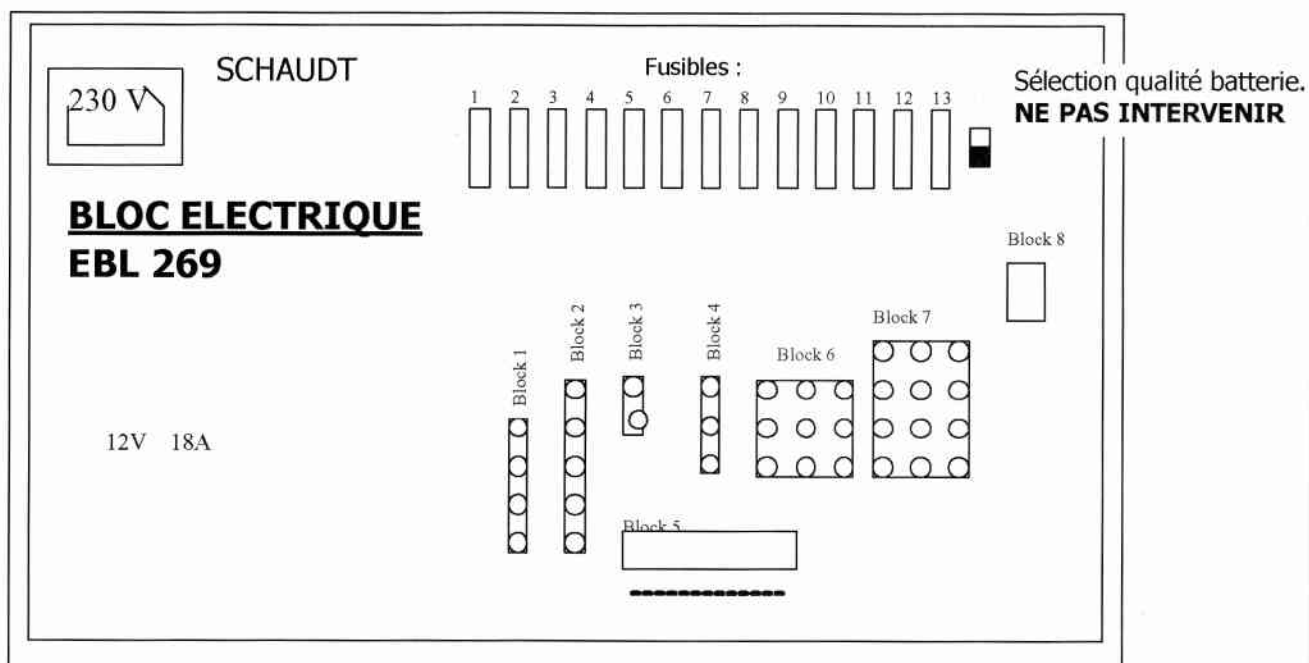 SCHAUDT
Fusibles :
230 V
1 2 3 4 5 6 7 8 9 10 11 12 13
Sélection qualité batterie.
NE PAS INTERVENIR
BLOC ELECTRIQUE
EBL 269
Block 8
Block 1
Block 2
Block 3
Block 4
Block 6
Block 7
12V 18A
Block 5